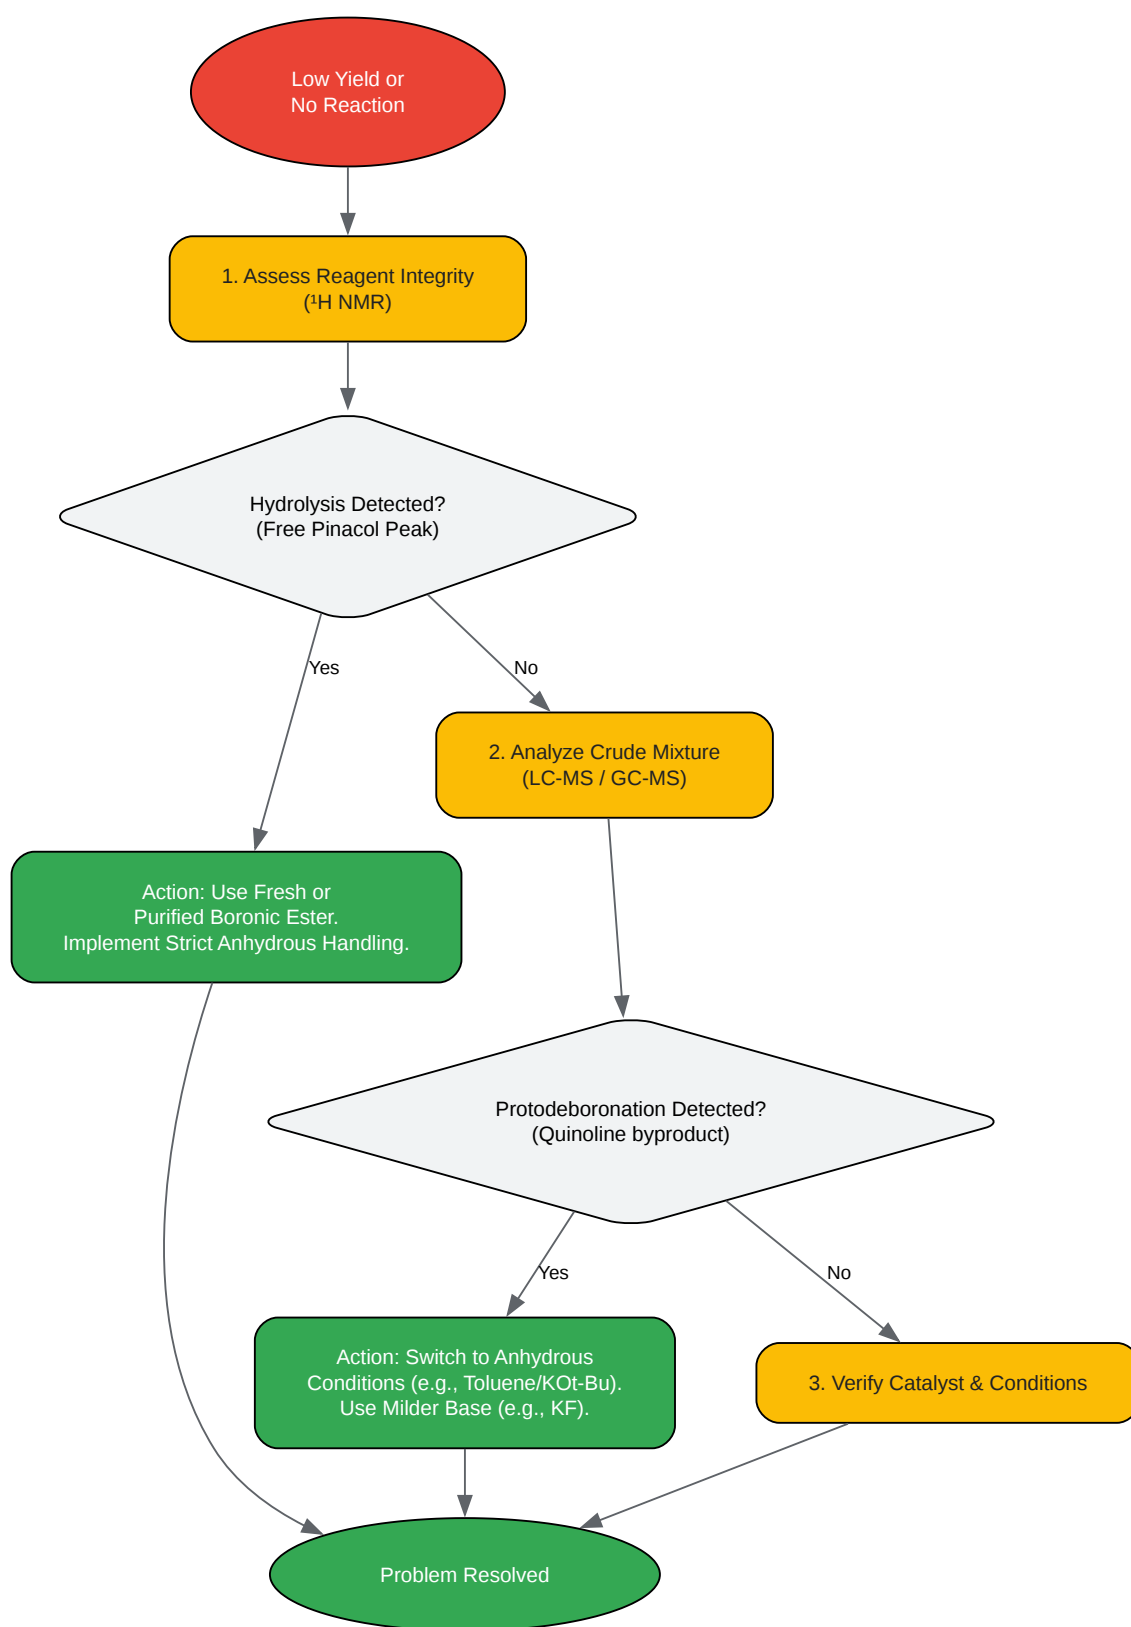 Low Yield or
No Reaction
1. Assess Reagent Integrity
(¹H NMR)
Hydrolysis Detected?
(Free Pinacol Peak)
Yes
No
2. Analyze Crude Mixture
(LC-MS / GC-MS)
Action: Use Fresh or
Purified Boronic Ester.
Implement Strict Anhydrous Handling.
Protodeboronation Detected?
(Quinoline byproduct)
Yes
No
Action: Switch to Anhydrous
Conditions (e.g., Toluene/KOt-Bu).
Use Milder Base (e.g., KF).
3. Verify Catalyst & Conditions
Problem Resolved